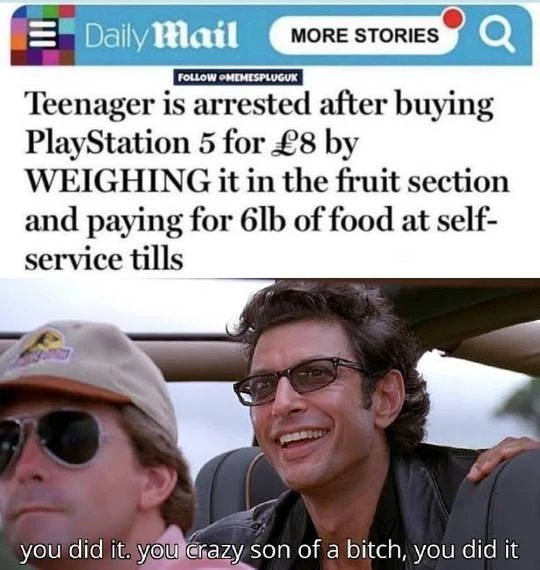 Daily Mail MORE STORIES
FOLLOW @MEMESPLUGUK
Teenager is arrested after buying
PlayStation 5 for £8 by
WEIGHING it in the fruit section
and paying for 6lb of food at self-
service tills
you did it. you crazy son of a bitch, you did it